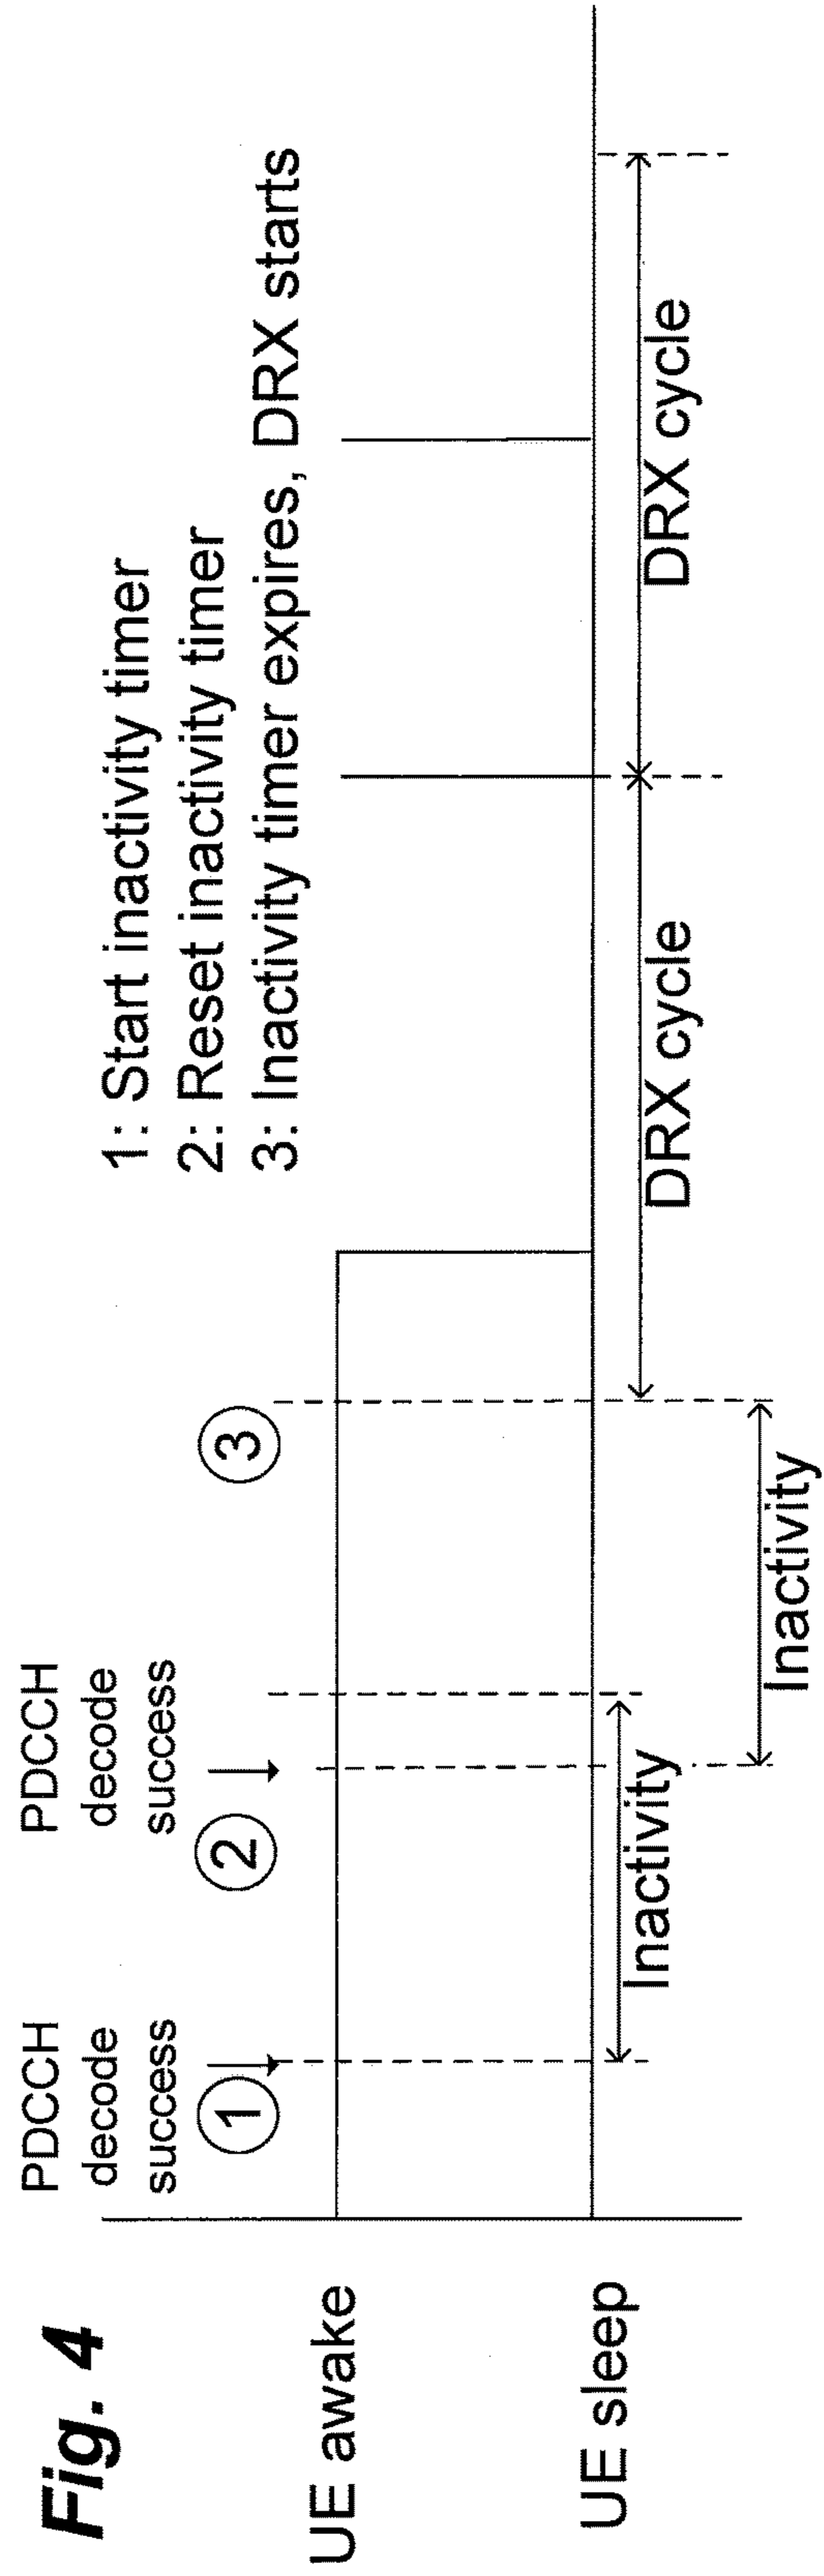 Fig. 4
PDCCH
decode
success
PDCCH
decode
success
1: Start inactivity timer
2: Reset inactivity timer
3: Inactivity timer expires, DRX starts
1
2
3
UE awake
UE sleep
Inactivity
Inactivity
DRX cycle
DRX cycle